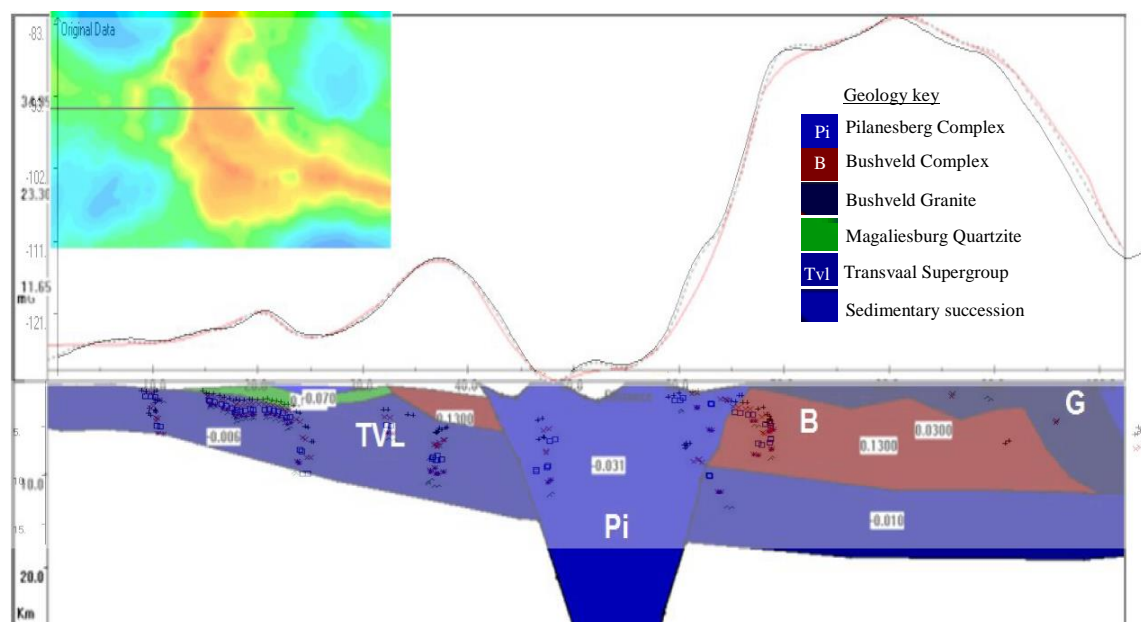 Original Data
-83.
-102.
23.30
-111.
11.65
mG
-121.
Geology key
Pi Pilanesberg Complex
B Bushveld Complex
Bushveld Granite
Magaliesburg Quartzite
Tvl Transvaal Supergroup
Sedimentary succession
-0.070
-0.006
TVL
0.1300
-0.031
Pi
B
G
0.0300
0.1300
-0.010
5.
10.0
15.
20.0
Km